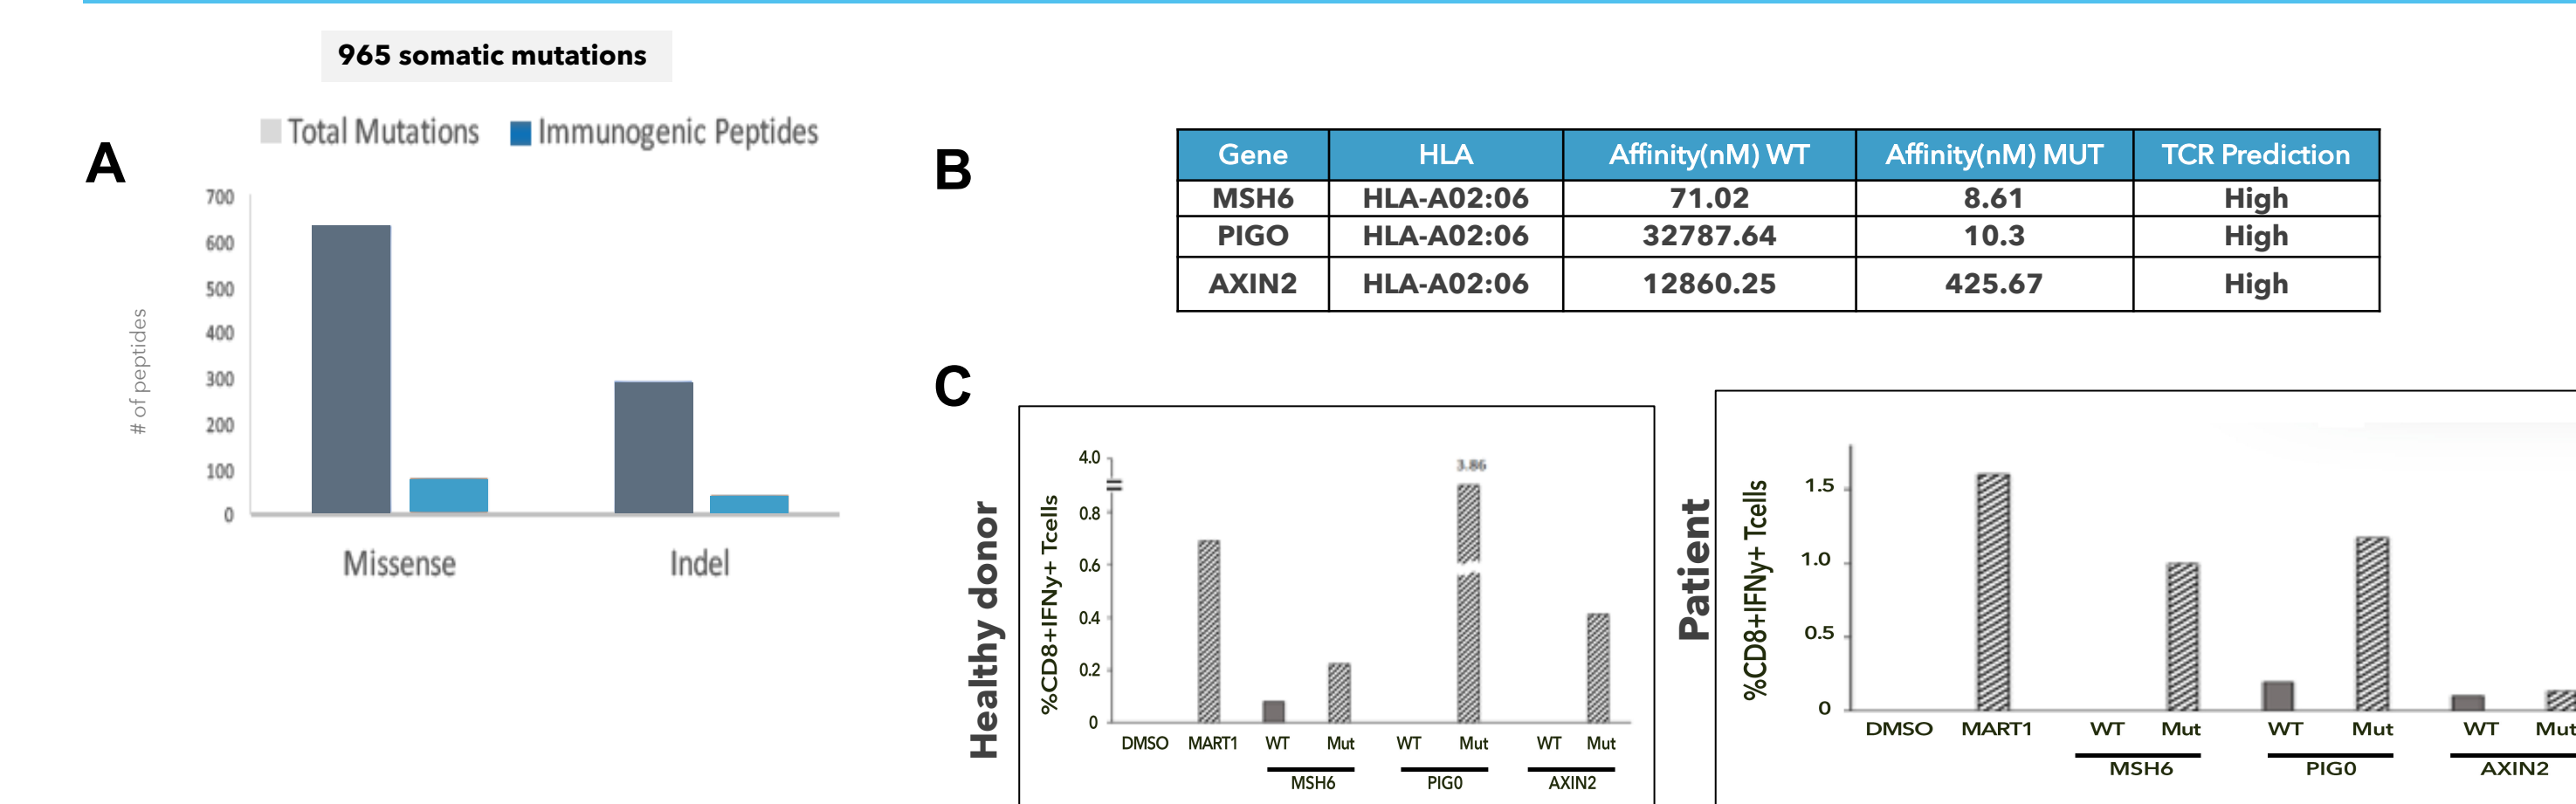 965 somatic mutations
Total Mutations Immunogenic Peptides
A
# of peptides
700
600
500
400
300
200
100
0
Missense Indel
B
Gene HLA Affinity(nM) WT Affinity(nM) MUT TCR Prediction
MSH6 HLA-A02:06 71.02 8.61 High
PIGO HLA-A02:06 32787.64 10.3 High
AXIN2 HLA-A02:06 12860.25 425.67 High
C
Healthy donor
%CD8+IFNy+ Tcells
4.0
0.8
0.6
0.4
0.2
0
3.86
DMSO MART1 WT Mut WT Mut WT Mut
MSH6 PIG0 AXIN2
Patient
%CD8+IFNy+ Tcells
1.5
1.0
0.5
0
DMSO MART1 WT Mut WT Mut WT Mut
MSH6 PIG0 AXIN2